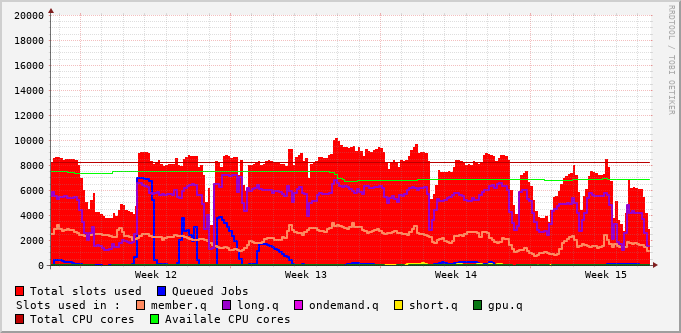 20000
18000
16000
14000
12000
10000
8000
6000
4000
2000
0
Week 12 Week 13 Week 14 Week 15
RRDTOOL / TOBI OETIKER
Total slots used Queued Jobs
Slots used in : member.q long.q ondemand.q short.q gpu.q
Total CPU cores Availale CPU cores